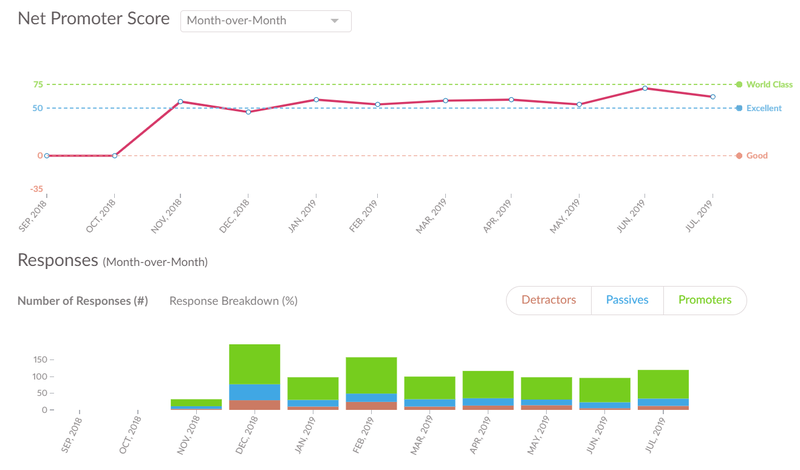 Net Promoter Score
Month-over-Month
75
World Class
50
Excellent
0
Good
-35
SEP, 2018
OCT, 2018
NOV, 2018
DEC, 2018
JAN, 2019
FEB, 2019
MAR, 2019
APR, 2019
MAY, 2019
JUN, 2019
JUL, 2019
Responses (Month-over-Month)
Number of Responses (#)
Response Breakdown (%)
Detractors
Passives
Promoters
150
100
50
0
SEP, 2018
OCT, 2018
NOV, 2018
DEC, 2018
JAN, 2019
FEB, 2019
MAR, 2019
APR, 2019
MAY, 2019
JUN, 2019
JUL, 2019